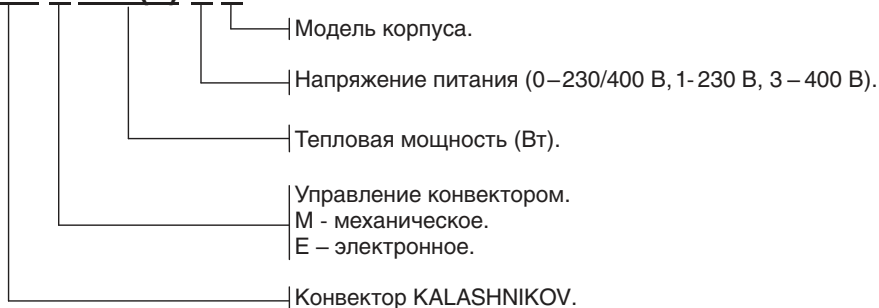 Модель корпуса.
Напряжение питания (0–230/400 В, 1- 230 В, 3 – 400 В).
Тепловая мощность (Вт).
Управление конвектором.
М - механическое.
Е – электронное.
Конвектор KALASHNIKOV.